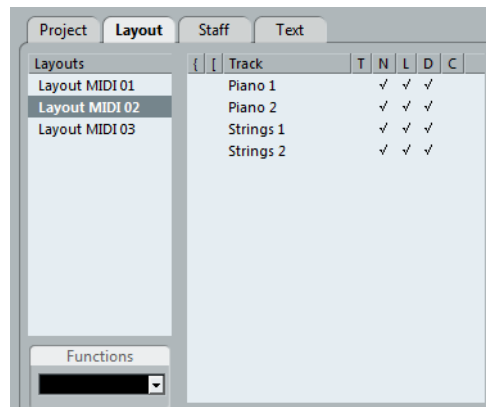 Project Layout Staff Text
Layouts
Layout MIDI 01
Layout MIDI 02
Layout MIDI 03
{ [ Track T N L D C
Piano 1 √ √ √
Piano 2 √ √ √
Strings 1 √ √ √
Strings 2 √ √ √
Functions